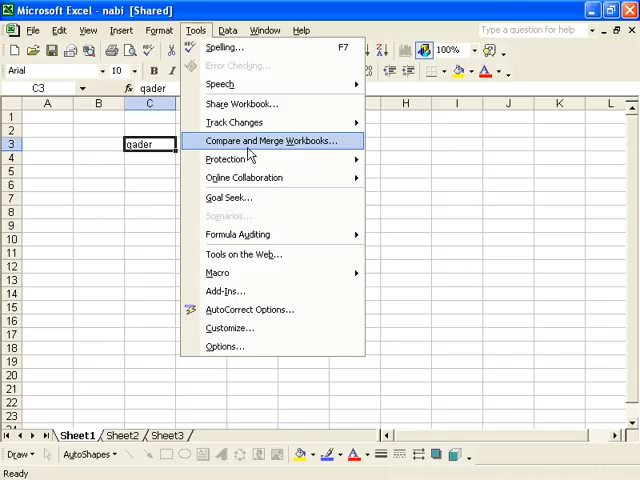 Microsoft Excel - nabi [Shared]
File Edit View Insert Format Tools Data Window Help
Type a question for help
100%
Arial 10 B I
C3 fx qader
A B C H I J K L
1
2
3 qader
4
5
6
7
8
9
10
11
12
13
14
15
16
17
18
19
20
21
22
23
Spelling... F7
Error Checking...
Speech
Share Workbook...
Track Changes
Compare and Merge Workbooks...
Protection
Online Collaboration
Goal Seek...
Scenarios...
Formula Auditing
Tools on the Web...
Macro
Add-Ins...
AutoCorrect Options...
Customize...
Options...
Sheet1 Sheet2 Sheet3
Draw AutoShapes
Ready